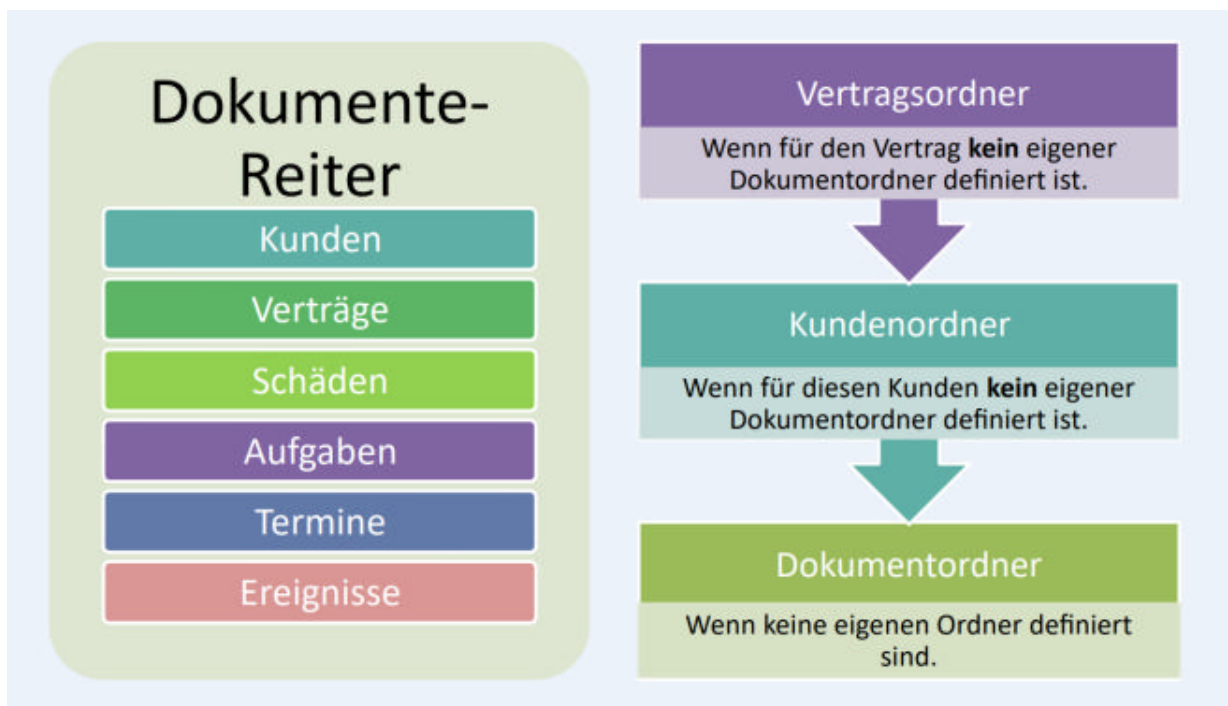 Dokumente-
Reiter
Kunden
Verträge
Schäden
Aufgaben
Termine
Ereignisse
Vertragsordner
Wenn für den Vertrag kein eigener
Dokumentordner definiert ist.
Kundenordner
Wenn für diesen Kunden kein eigener
Dokumentordner definiert ist.
Dokumentordner
Wenn keine eigenen Ordner definiert
sind.